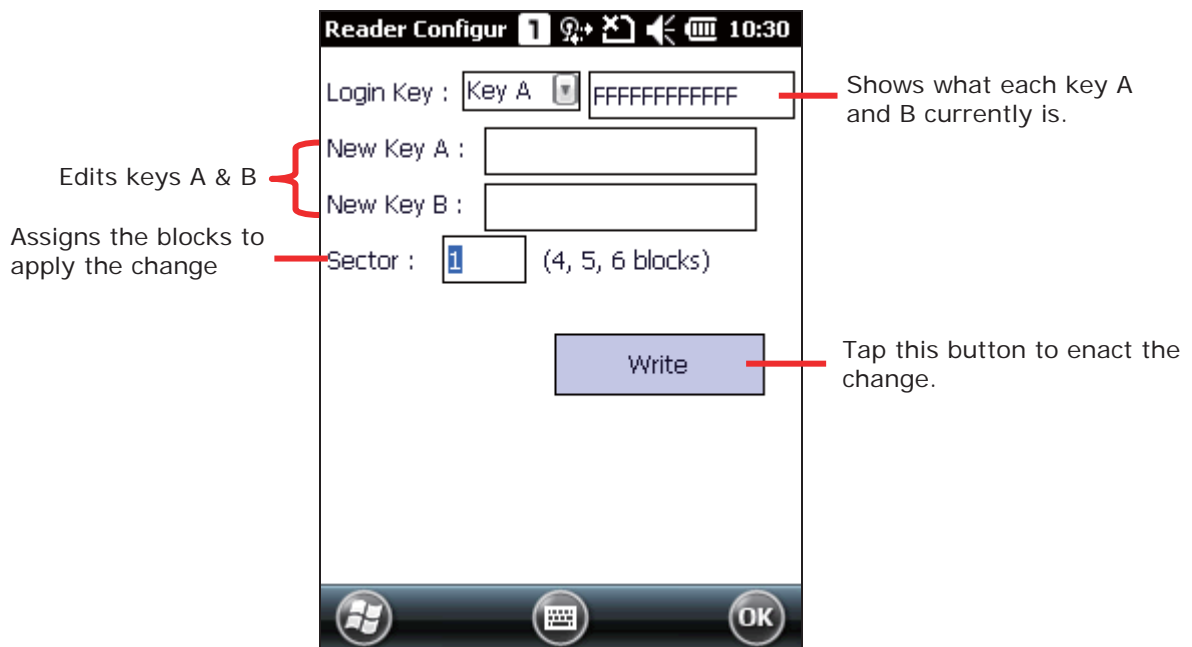 Reader Configur 1 10:30
Login Key : Key A FFFFFFFFFFFF
Shows what each key A
and B currently is.
New Key A :
Edits keys A & B
New Key B :
Assigns the blocks to
apply the change
Sector : 1 (4, 5, 6 blocks)
Write
Tap this button to enact the
change.
OK